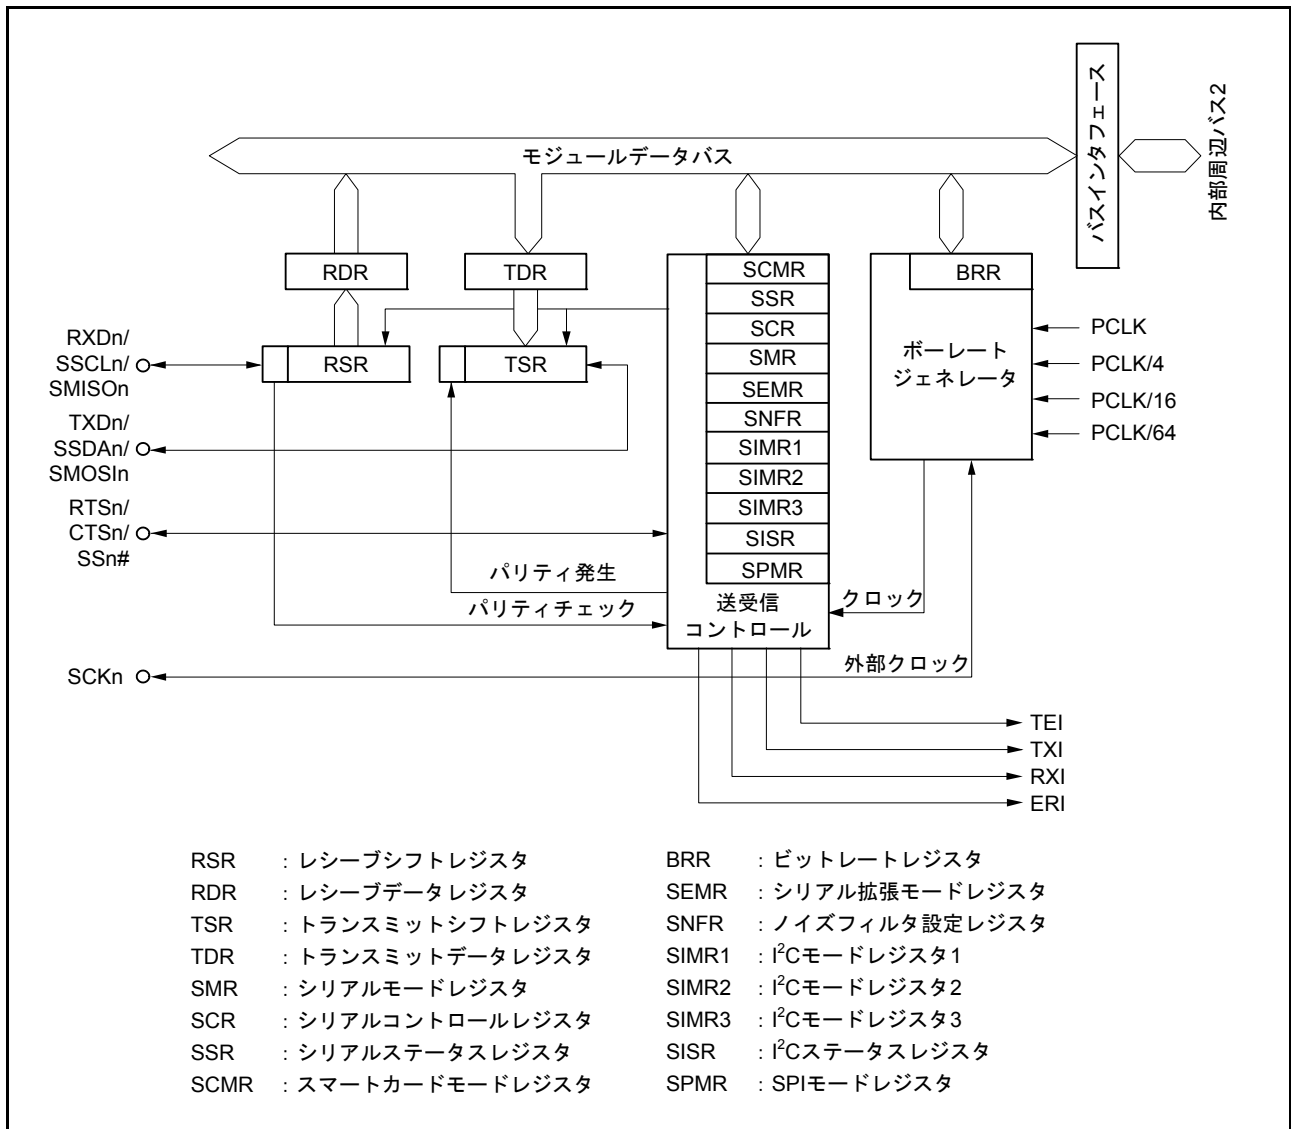 バスインタフェース
内部周辺バス2
モジュールデータバス
RDR
TDR
SCMR
SSR
SCR
SMR
SEMR
SNFR
SIMR1
SIMR2
SIMR3
SISR
SPMR
送受信
コントロール
BRR
ボーレート
ジェネレータ
PCLK
PCLK/4
PCLK/16
PCLK/64
RXDn/
SSCLn/
SMISOn
RSR
TSR
TXDn/
SSDAn/
SMOSIn
RTSn/
CTSn/
SSn#
パリティ発生
パリティチェック
クロック
外部クロック
SCKn
TEI
TXI
RXI
ERI
RSR : レシーブシフトレジスタ
RDR : レシーブデータレジスタ
TSR : トランスミットシフトレジスタ
TDR : トランスミットデータレジスタ
SMR : シリアルモードレジスタ
SCR : シリアルコントロールレジスタ
SSR : シリアルステータスレジスタ
SCMR : スマートカードモードレジスタ
BRR : ビットレートレジスタ
SEMR : シリアル拡張モードレジスタ
SNFR : ノイズフィルタ設定レジスタ
SIMR1 : I²Cモードレジスタ1
SIMR2 : I²Cモードレジスタ2
SIMR3 : I²Cモードレジスタ3
SISR : I²Cステータスレジスタ
SPMR : SPIモードレジスタ